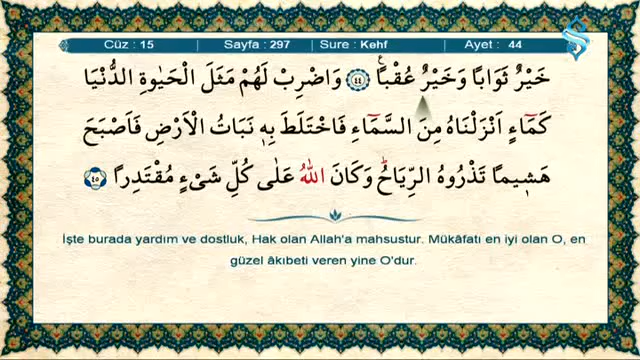 Cüz : 15 Sayfa : 297 Sure : Kehf Ayet : 44
خَيْرٌ ثَوَابًا وَخَيْرٌ عُقْبًا ﴿٤٤﴾ وَاضْرِبْ لَهُمْ مَثَلَ الْحَيٰوةِ الدُّنْيَا
كَمَٓاءٍ اَنْزَلْنَاهُ مِنَ السَّمَٓاءِ فَاخْتَلَطَ بِه۪ نَبَاتُ الْاَرْضِ فَاَصْبَحَ
هَش۪يمًا تَذْرُوهُ الرِّيَاحُۜ وَكَانَ اللّٰهُ عَلٰى كُلِّ شَيْءٍ مُقْتَدِرًا ﴿٤٥﴾
İşte burada yardım ve dostluk, Hak olan Allah'a mahsustur. Mükâfatı en iyi olan O, en
güzel âkıbeti veren yine O'dur.